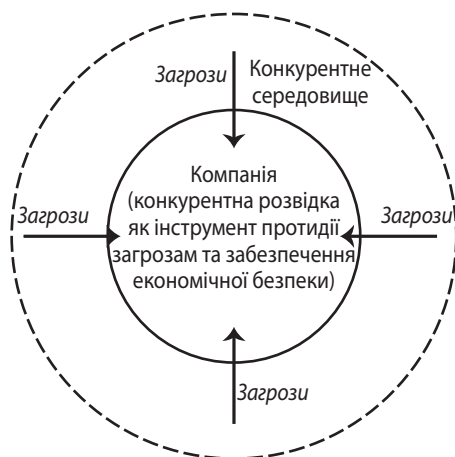 Загрози
Конкурентне
середовище
Компанія
(конкурентна розвідка
як інструмент протидії
загрозам та забезпечення
економічної безпеки)
Загрози
Загрози
Загрози